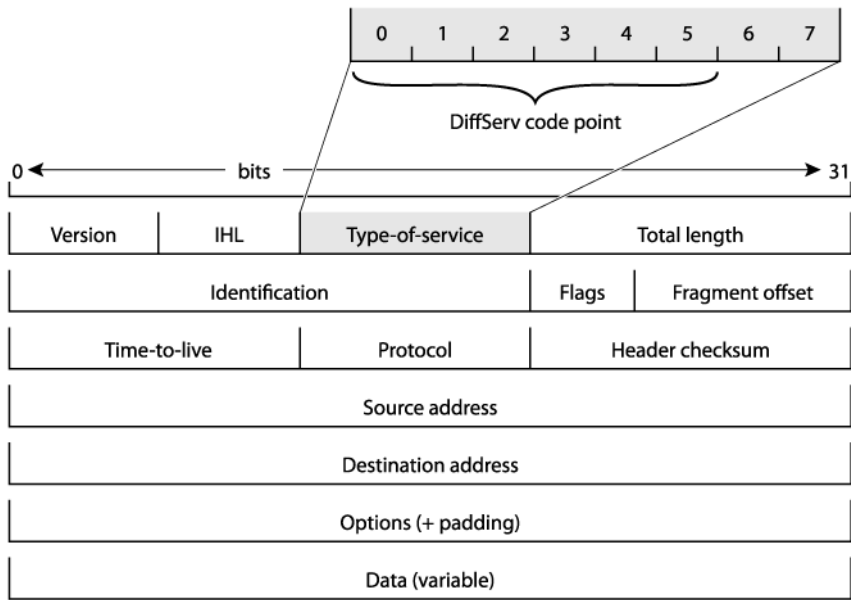 0 1 2 3 4 5 6 7
DiffServ code point
0 bits 31
Version IHL Type-of-service Total length
Identification Flags Fragment offset
Time-to-live Protocol Header checksum
Source address
Destination address
Options (+ padding)
Data (variable)